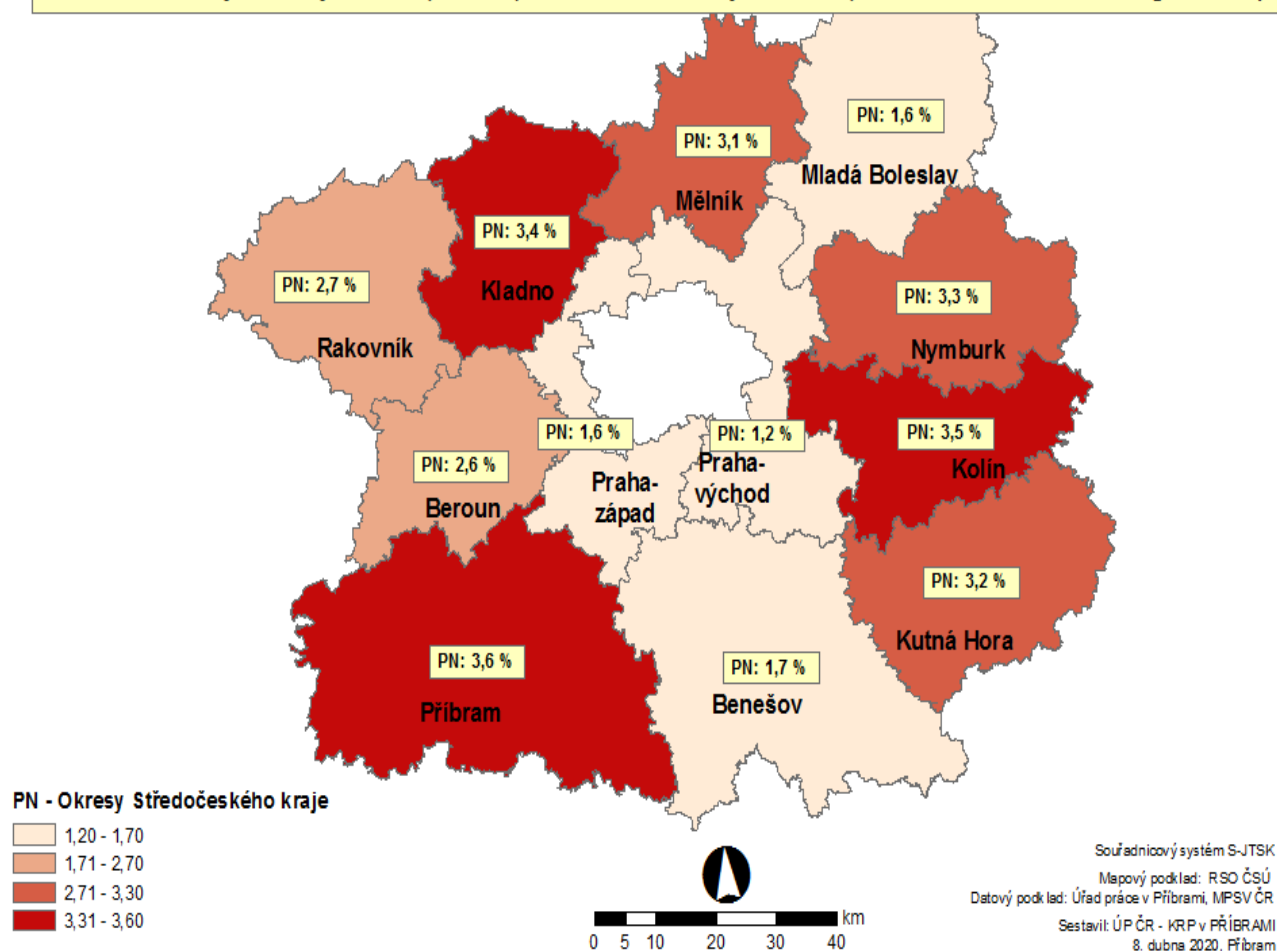 PN: 1,6 %
Mladá Boleslav
PN: 3,1 %
Mělník
PN: 3,4 %
Kladno
PN: 2,7 %
Rakovník
PN: 3,3 %
Nymburk
PN: 1,6 %
Praha-
západ
PN: 1,2 %
Praha-
východ
PN: 3,5 %
Kolín
PN: 2,6 %
Beroun
PN: 3,2 %
Kutná Hora
PN: 3,6 %
Příbram
PN: 1,7 %
Benešov
PN - Okresy Středočeského kraje
1,20 - 1,70
1,71 - 2,70
2,71 - 3,30
3,31 - 3,60
km
0 5 10 20 30 40
Souřadnicový systém S-JTSK
Mapový podklad: RSO ČSÚ
Datový podklad: Úřad práce v Příbrami, MPSV ČR
Sestavil: ÚP ČR - KRP v PŘÍBRAMI
8. dubna 2020, Příbram